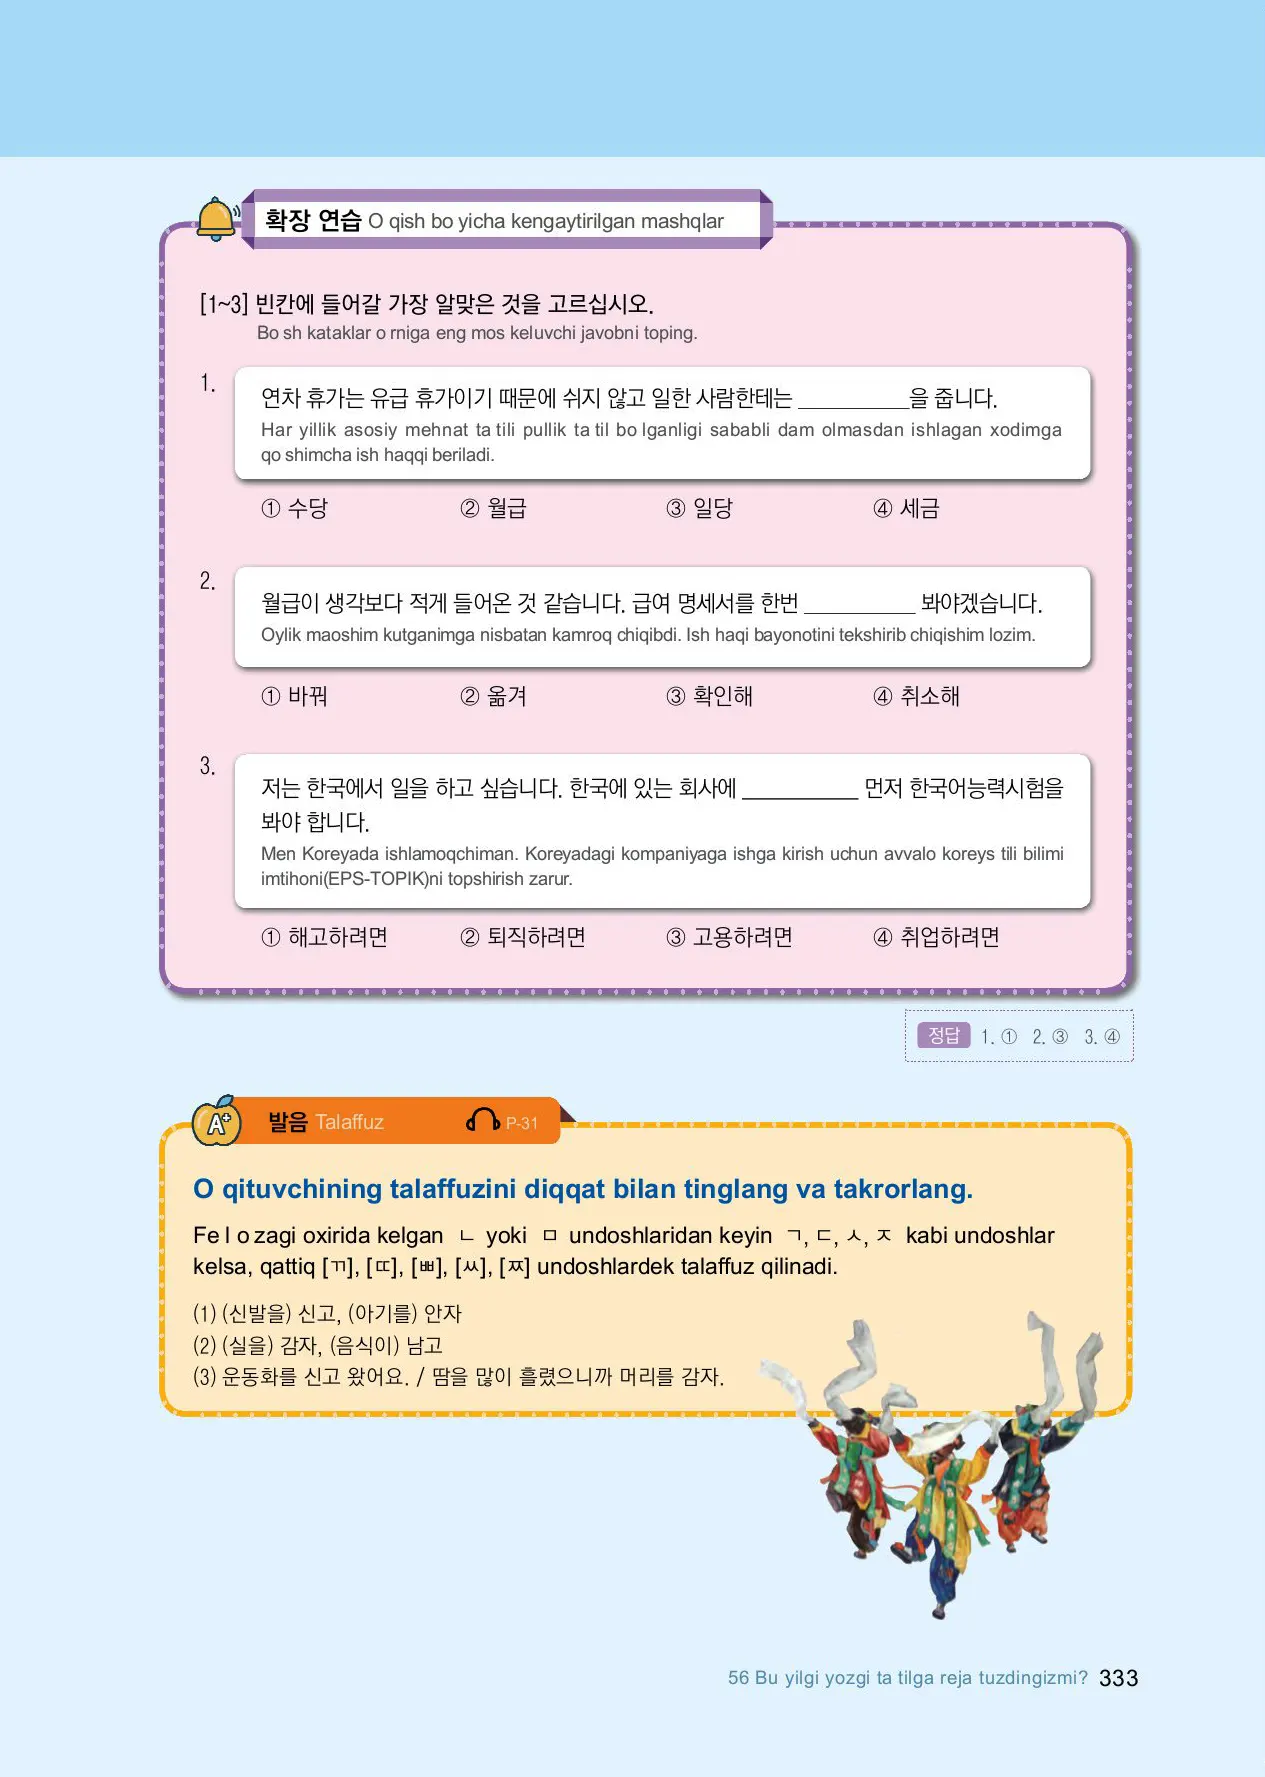 확장 연습 O qish bo yicha kengaytirilgan mashqlar
[1~3] 빈칸에 들어갈 가장 알맞은 것을 고르십시오.
Bo sh kataklar o rniga eng mos keluvchi javobni toping.
1.
연차 휴가는 유급 휴가이기 때문에 쉬지 않고 일한 사람한테는 __________을 줍니다.
Har yillik asosiy mehnat ta tili pullik ta til bo lganligi sababli dam olmasdan ishlagan xodimga
qo shimcha ish haqqi beriladi.
① 수당 ② 월급 ③ 일당 ④ 세금
2.
월급이 생각보다 적게 들어온 것 같습니다. 급여 명세서를 한번 __________ 봐야겠습니다.
Oylik maoshim kutganimga nisbatan kamroq chiqibdi. Ish haqi bayonotini tekshirib chiqishim lozim.
① 바꿔 ② 옮겨 ③ 확인해 ④ 취소해
3.
저는 한국에서 일을 하고 싶습니다. 한국에 있는 회사에 __________ 먼저 한국어능력시험을
봐야 합니다.
Men Koreyada ishlamoqchiman. Koreyadagi kompaniyaga ishga kirish uchun avvalo koreys tili bilimi
imtihoni(EPS-TOPIK)ni topshirish zarur.
① 해고하려면 ② 퇴직하려면 ③ 고용하려면 ④ 취업하려면
정답 1. ① 2. ③ 3. ④
A+ 발음 Talaffuz P-31
O qituvchining talaffuzini diqqat bilan tinglang va takrorlang.
Fe l o zagi oxirida kelgan ㄴ yoki ㅁ undoshlaridan keyin ㄱ, ㄷ, ㅅ, ㅈ kabi undoshlar
kelsa, qattiq [ㄲ], [ㄸ], [ㅃ], [ㅆ], [ㅉ] undoshlardek talaffuz qilinadi.
(1) (신발을) 신고, (아기를) 안자
(2) (실을) 감자, (음식이) 남고
(3) 운동화를 신고 왔어요. / 땀을 많이 흘렸으니까 머리를 감자.
56 Bu yilgi yozgi ta tilga reja tuzdingizmi? 333